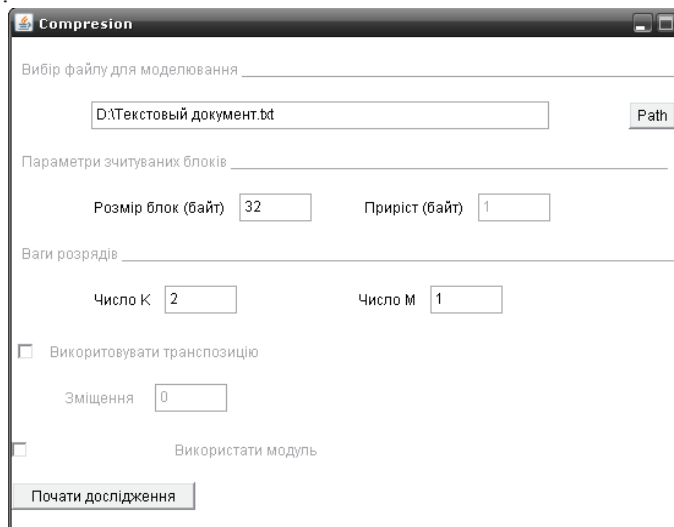 Compresion
Вибір файлу для моделювання
D:\Текстовый документ.txt
Path
Параметри зчитуваних блоків
Розмір блок (байт) 32 Приріст (байт) 1
Ваги розрядів
Число К 2 Число М 1
Викоритовувати транспозицію
Зміщення 0
Використати модуль
Почати дослідження